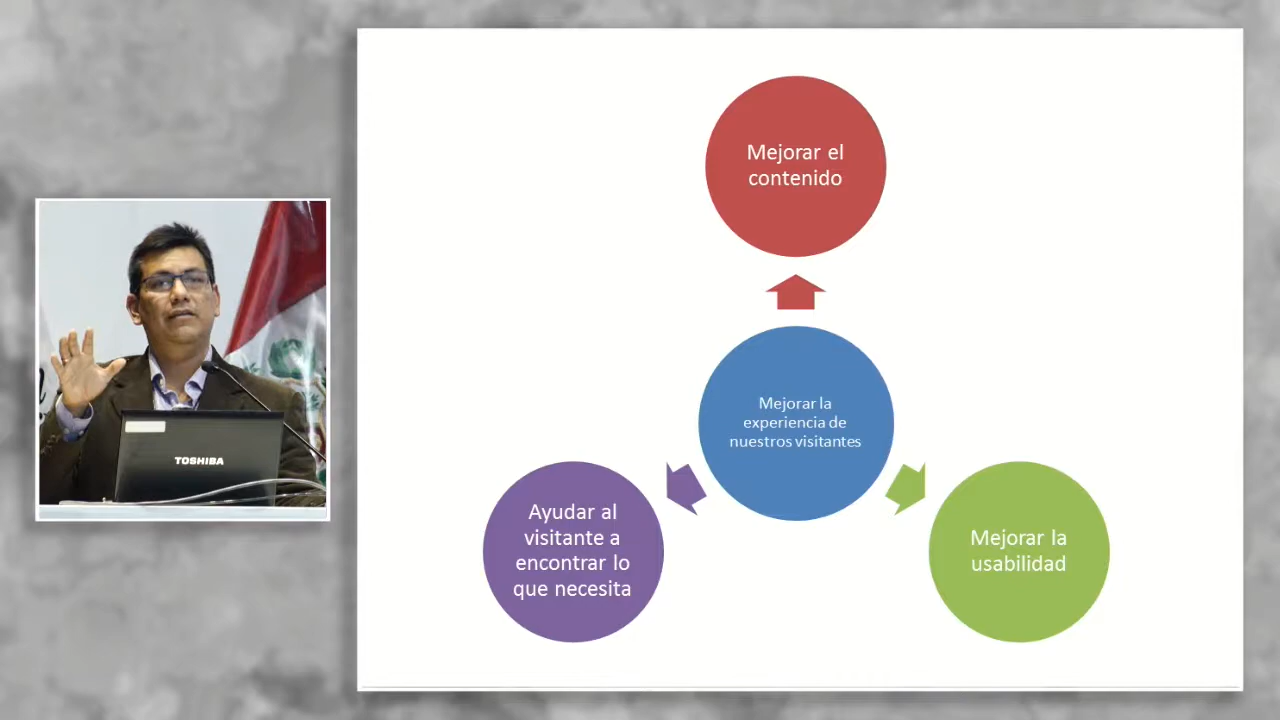 Mejorar el
contenido
Mejorar la
experiencia de
nuestros visitantes
Ayudar al
visitante a
encontrar lo
que necesita
Mejorar la
usabilidad
TOSHIBA